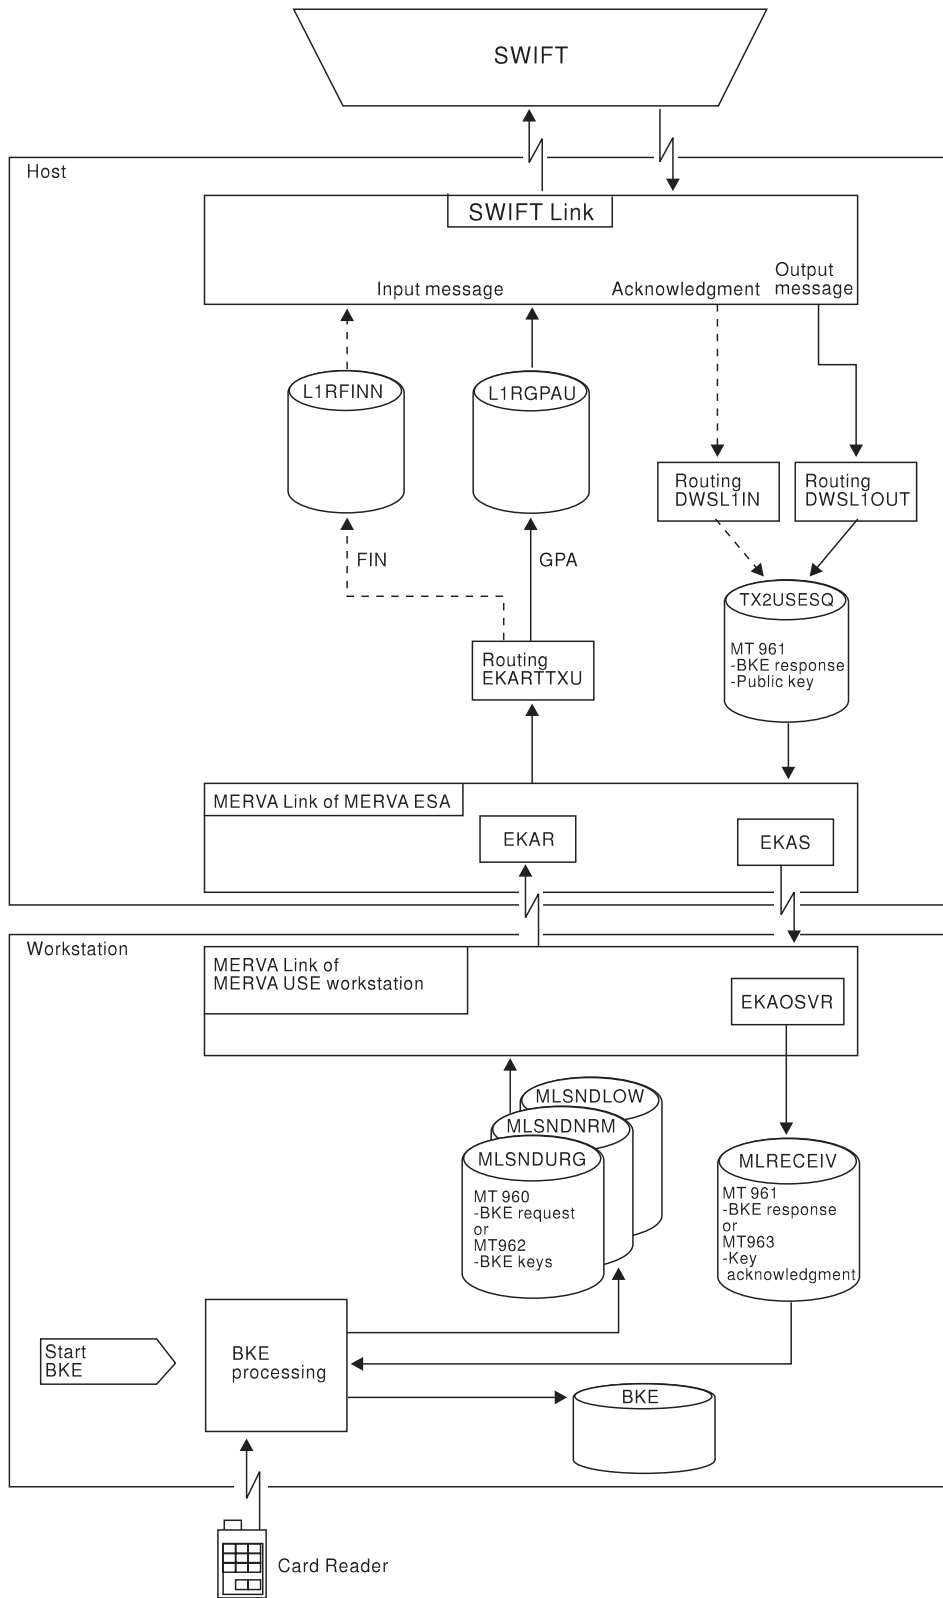 SWIFT
Host
SWIFT Link
Input message
Acknowledgment
Output
message
L1RFINN
L1RGPAU
Routing
DWSL1IN
Routing
DWSL1OUT
FIN
GPA
TX2USESQ
MT 961
-BKE response
-Public key
Routing
EKARTTXU
MERVA Link of MERVA ESA
EKAR
EKAS
Workstation
MERVA Link of
MERVA USE workstation
EKAOSVR
MLSNDLOW
MLSNDNRM
MLSNDURG
MT 960
-BKE request
or
MT962
-BKE keys
MLRECEIV
MT 961
-BKE response
or
MT963
-Key
acknowledgment
Start
BKE
BKE
processing
BKE
Card Reader